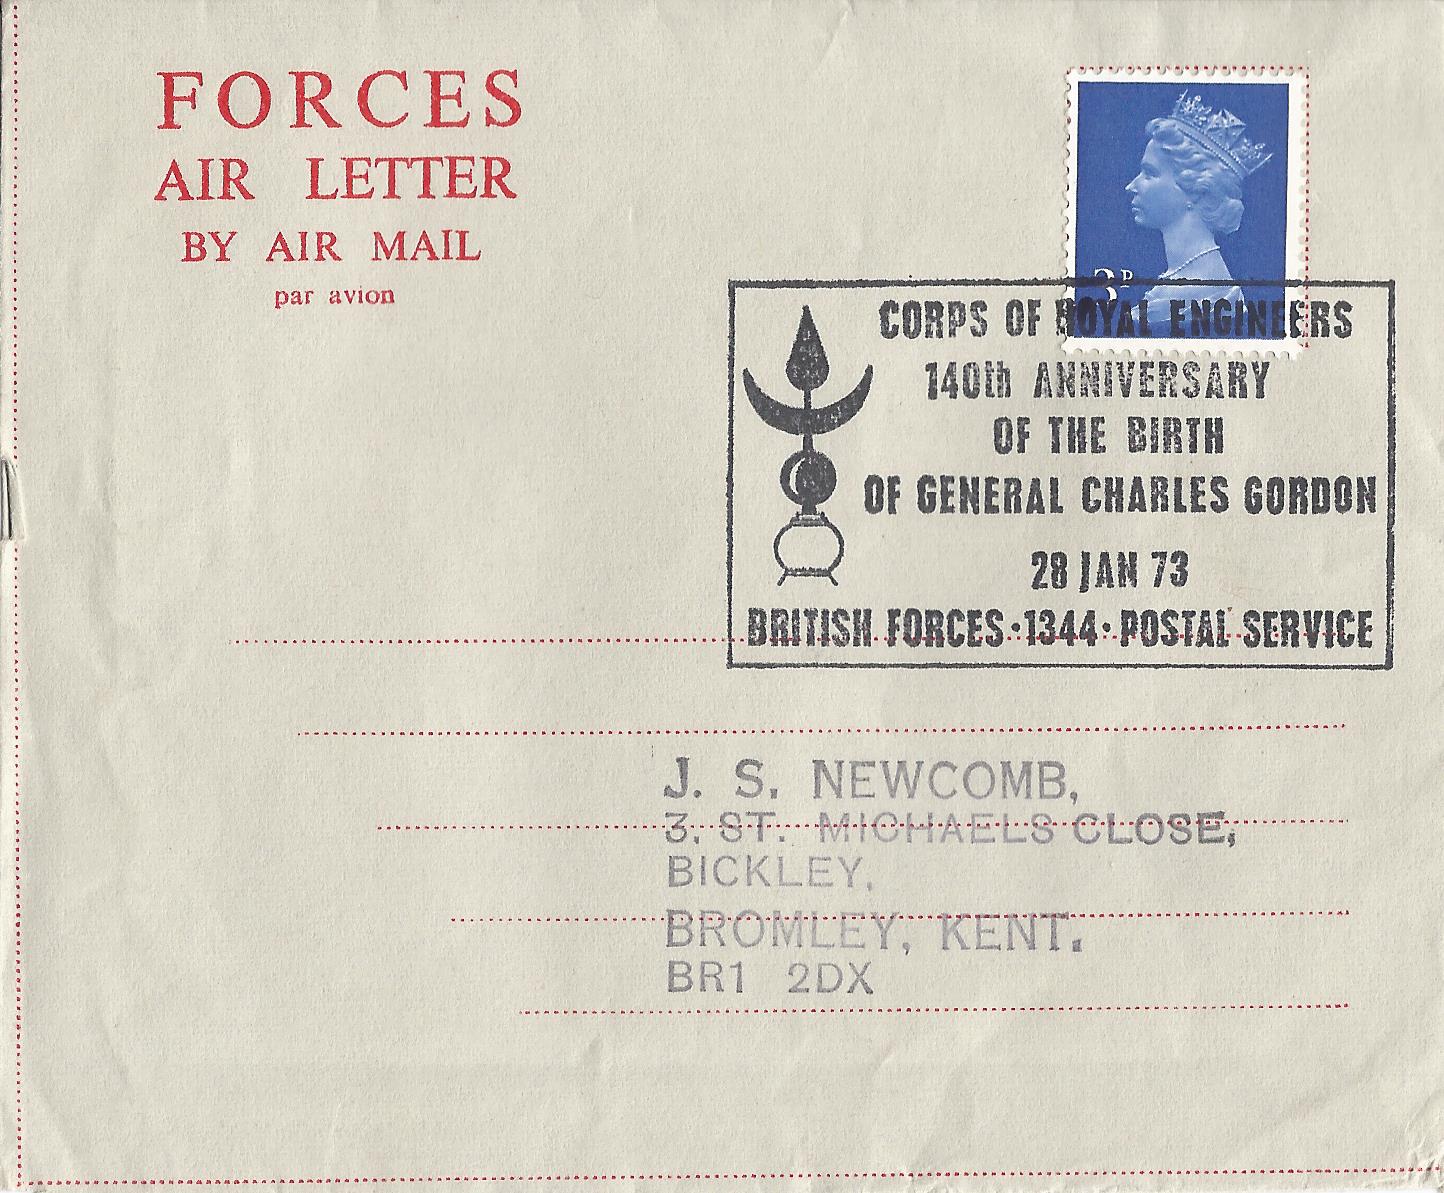 FORCES
AIR LETTER
BY AIR MAIL
par avion
3P
CORPS OF ROYAL ENGINEERS
140th ANNIVERSARY
OF THE BIRTH
OF GENERAL CHARLES GORDON
28 JAN 73
BRITISH FORCES·1344·POSTAL SERVICE
J. S. NEWCOMB,
3, ST. MICHAELS CLOSE,
BICKLEY,
BROMLEY, KENT.
BR1 2DX